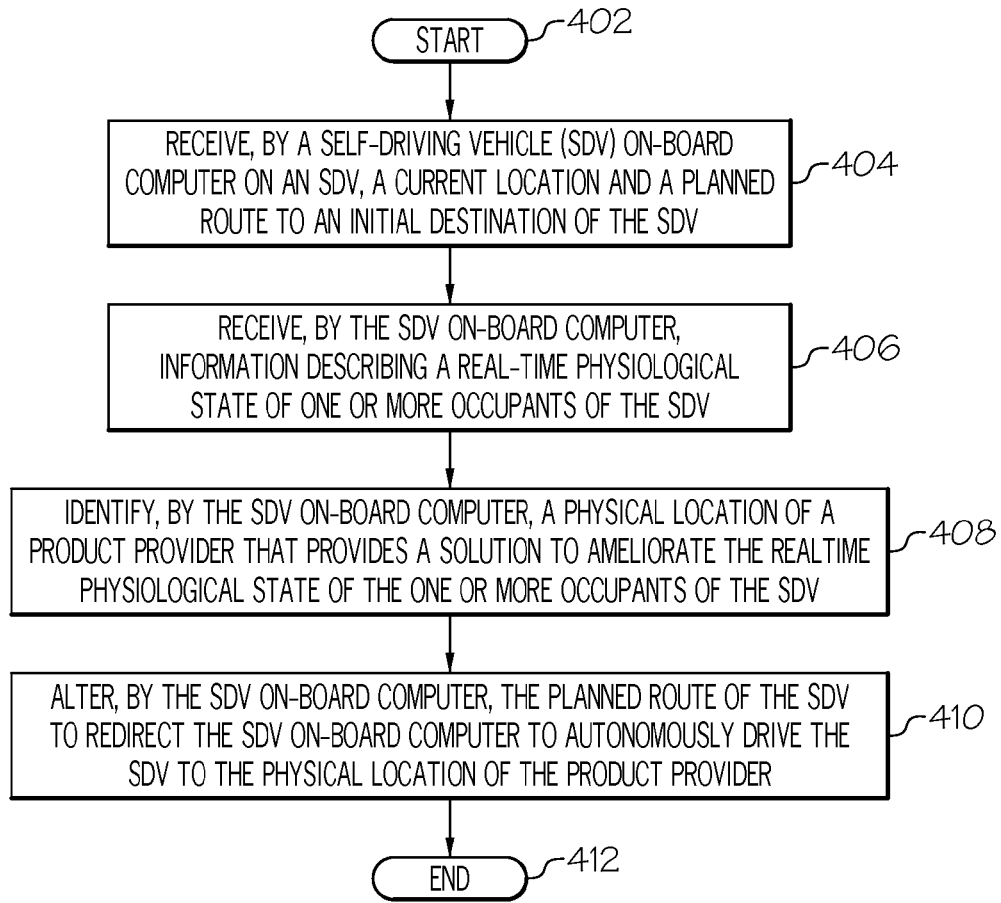 START
402
RECEIVE, BY A SELF-DRIVING VEHICLE (SDV) ON-BOARD
COMPUTER ON AN SDV, A CURRENT LOCATION AND A PLANNED
ROUTE TO AN INITIAL DESTINATION OF THE SDV
404
RECEIVE, BY THE SDV ON-BOARD COMPUTER,
INFORMATION DESCRIBING A REAL-TIME PHYSIOLOGICAL
STATE OF ONE OR MORE OCCUPANTS OF THE SDV
406
IDENTIFY, BY THE SDV ON-BOARD COMPUTER, A PHYSICAL LOCATION OF A
PRODUCT PROVIDER THAT PROVIDES A SOLUTION TO AMELIORATE THE REALTIME
PHYSIOLOGICAL STATE OF THE ONE OR MORE OCCUPANTS OF THE SDV
408
ALTER, BY THE SDV ON-BOARD COMPUTER, THE PLANNED ROUTE OF THE SDV
TO REDIRECT THE SDV ON-BOARD COMPUTER TO AUTONOMOUSLY DRIVE THE
SDV TO THE PHYSICAL LOCATION OF THE PRODUCT PROVIDER
410
END
412